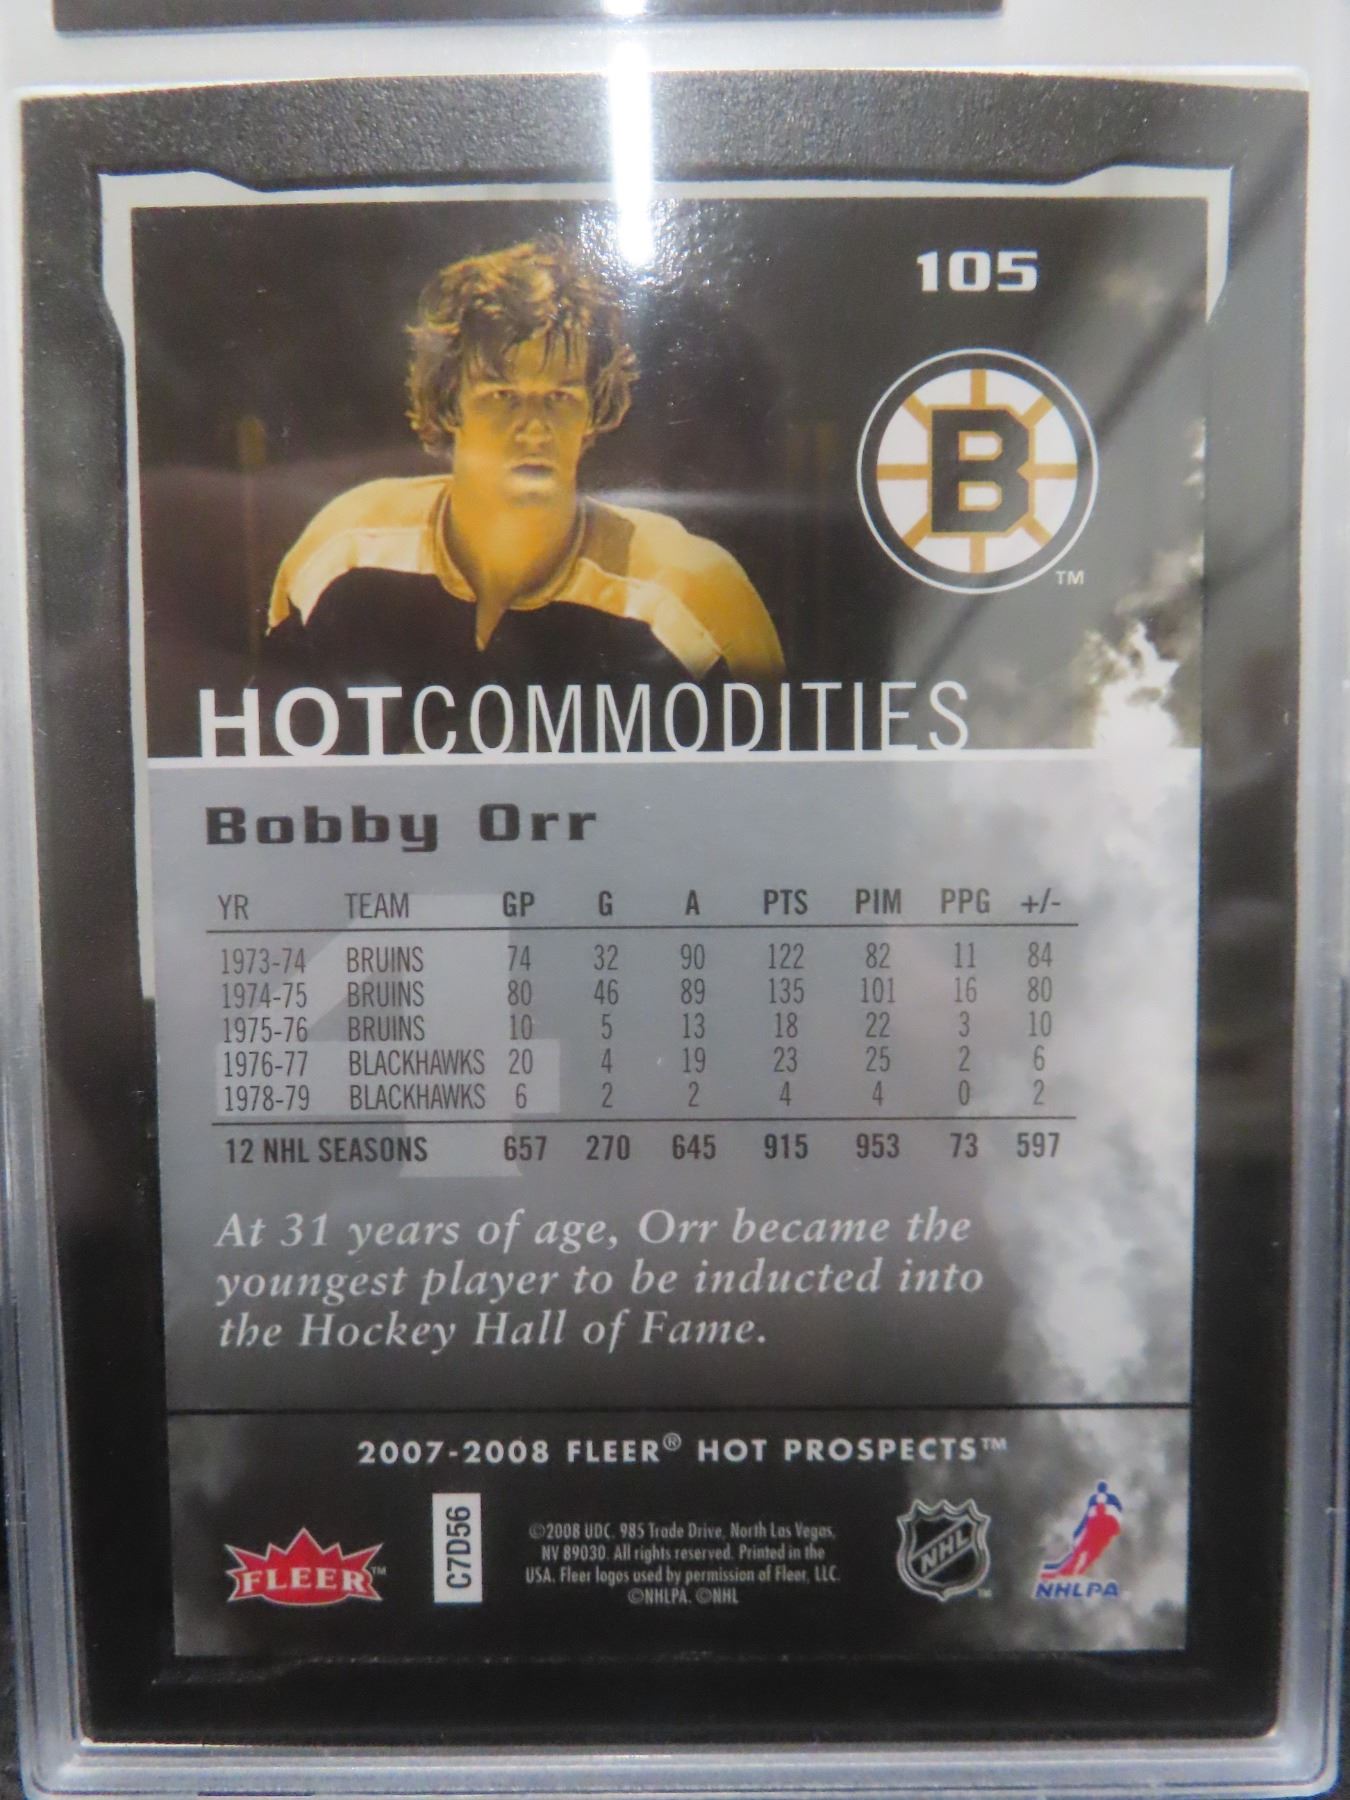 105
B
TM
HOTCOMMODITIES
Bobby Orr
YR TEAM GP G A PTS PIM PPG +/-
1973-74 BRUINS 74 32 90 122 82 11 84
1974-75 BRUINS 80 46 89 135 101 16 80
1975-76 BRUINS 10 5 13 18 22 3 10
1976-77 BLACKHAWKS 20 4 19 23 25 2 6
1978-79 BLACKHAWKS 6 2 2 4 4 0 2
12 NHL SEASONS 657 270 645 915 953 73 597
4
At 31 years of age, Orr became the
youngest player to be inducted into
the Hockey Hall of Fame.
2007-2008 FLEER® HOT PROSPECTS™
FLEER™
C7D56
©2008 UDC. 985 Trade Drive, North Las Vegas,
NV 89030. All rights reserved. Printed in the
USA. Fleer logos used by permission of Fleer, LLC.
©NHLPA. ©NHL
NHL
TM
NHLPA